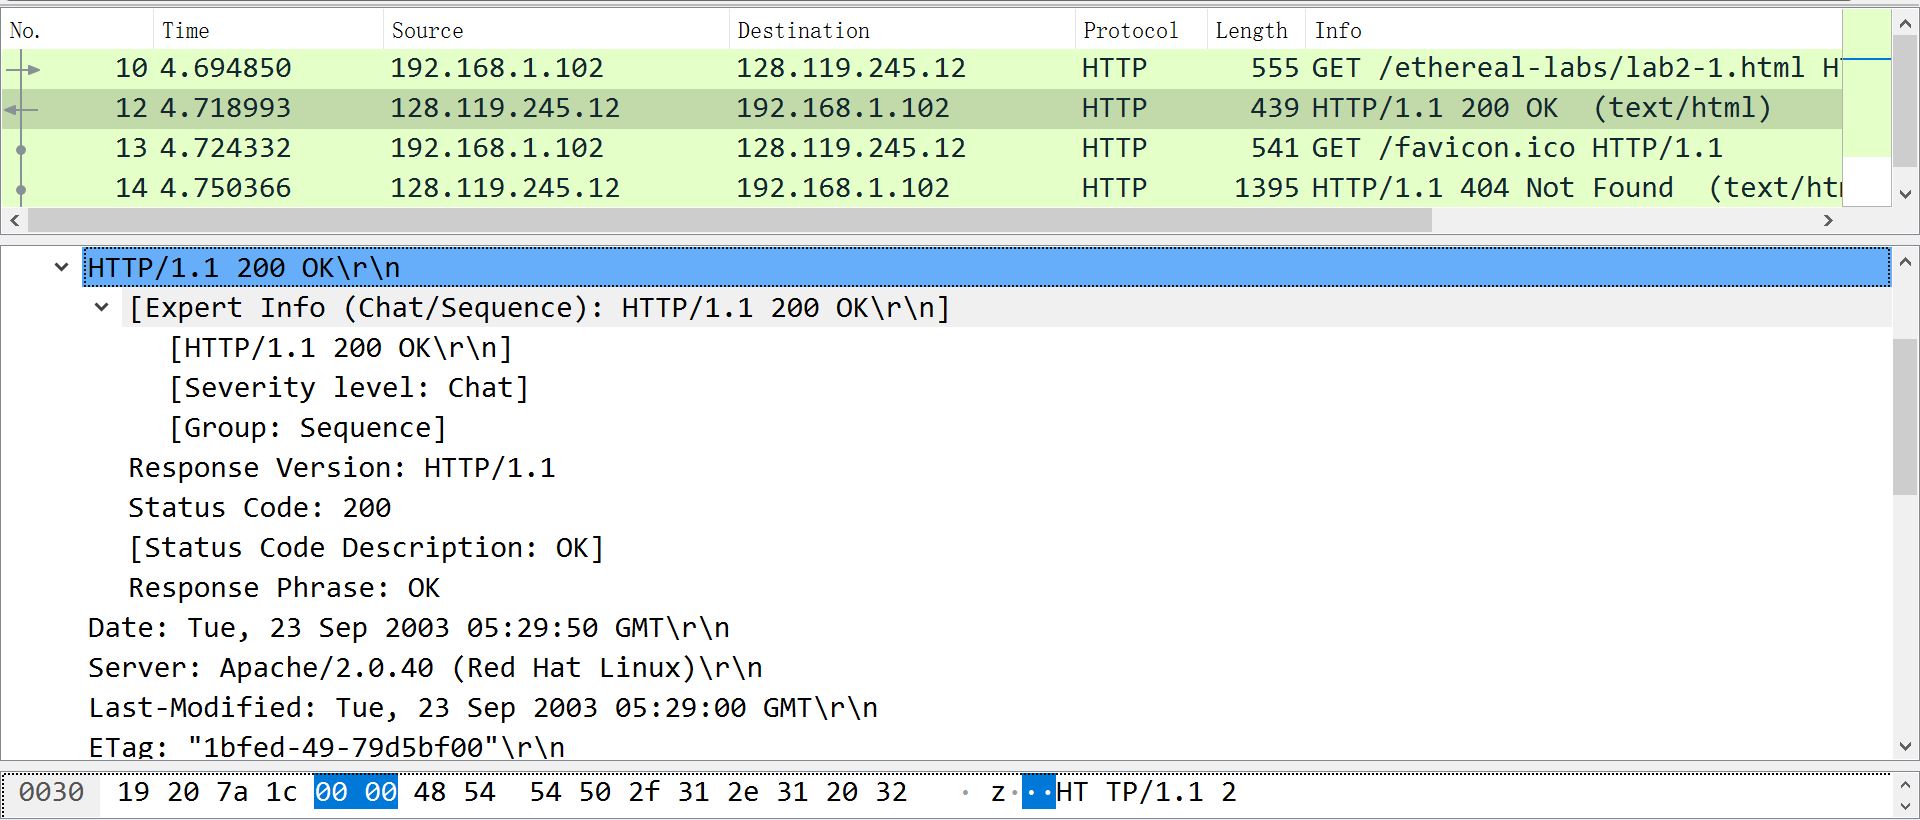 No. Time Source Destination Protocol Length Info
10 4.694850 192.168.1.102 128.119.245.12 HTTP 555 GET /ethereal-labs/lab2-1.html
12 4.718993 128.119.245.12 192.168.1.102 HTTP 439 HTTP/1.1 200 OK (text/html)
13 4.724332 192.168.1.102 128.119.245.12 HTTP 541 GET /favicon.ico HTTP/1.1
14 4.750366 128.119.245.12 192.168.1.102 HTTP 1395 HTTP/1.1 404 Not Found (text/htm
HTTP/1.1 200 OK\r\n
[Expert Info (Chat/Sequence): HTTP/1.1 200 OK\r\n]
[HTTP/1.1 200 OK\r\n]
[Severity level: Chat]
[Group: Sequence]
Response Version: HTTP/1.1
Status Code: 200
[Status Code Description: OK]
Response Phrase: OK
Date: Tue, 23 Sep 2003 05:29:50 GMT\r\n
Server: Apache/2.0.40 (Red Hat Linux)\r\n
Last-Modified: Tue, 23 Sep 2003 05:29:00 GMT\r\n
ETag: "1bfed-49-79d5bf00"\r\n
0030 19 20 7a 1c 00 00 48 54 54 50 2f 31 2e 31 20 32 · z···HT TP/1.1 2